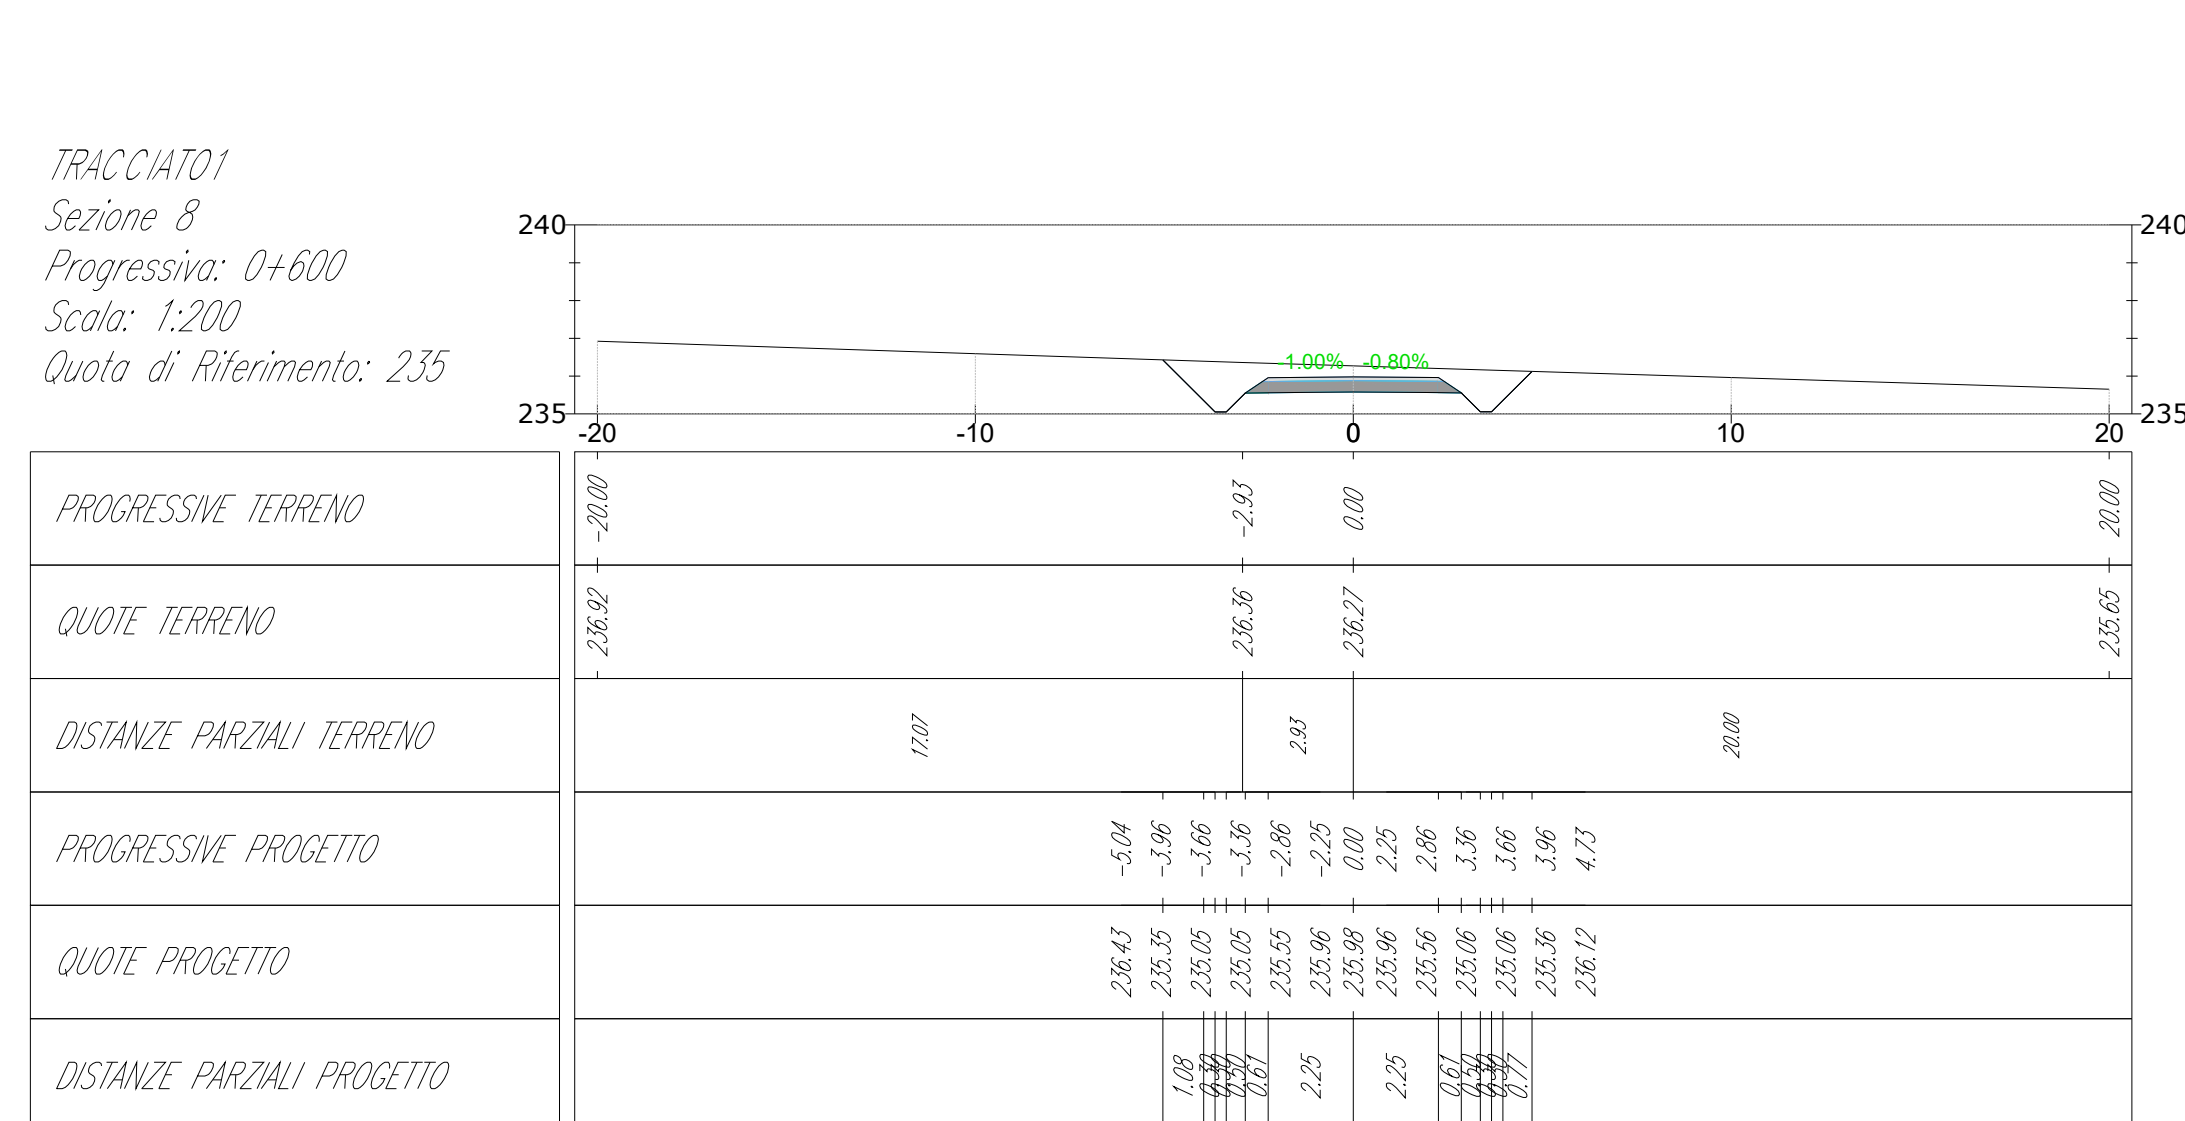 TRACCIATO1
Sezione 8
Progressiva: 0+600
Scala: 1:200
Quota di Riferimento: 235
240 240
-1.00% -0.80%
235 235
-20 -10 0 10 20
PROGRESSIVE TERRENO -20.00 -2.93 0.00 20.00
QUOTE TERRENO 236.92 236.36 236.27 235.65
DISTANZE PARZIALI TERRENO 17.07 2.93 20.00
PROGRESSIVE PROGETTO -5.04 -3.96 -3.66 -3.36 -2.86 -2.25 0.00 2.25 2.86 3.36 3.66 3.96 4.73
QUOTE PROGETTO 236.43 235.35 235.05 235.05 235.55 235.96 235.98 235.96 235.56 235.06 235.06 235.36 236.12
DISTANZE PARZIALI PROGETTO 1.08 0.30 0.50 0.61 2.25 2.25 0.61 0.50 0.77